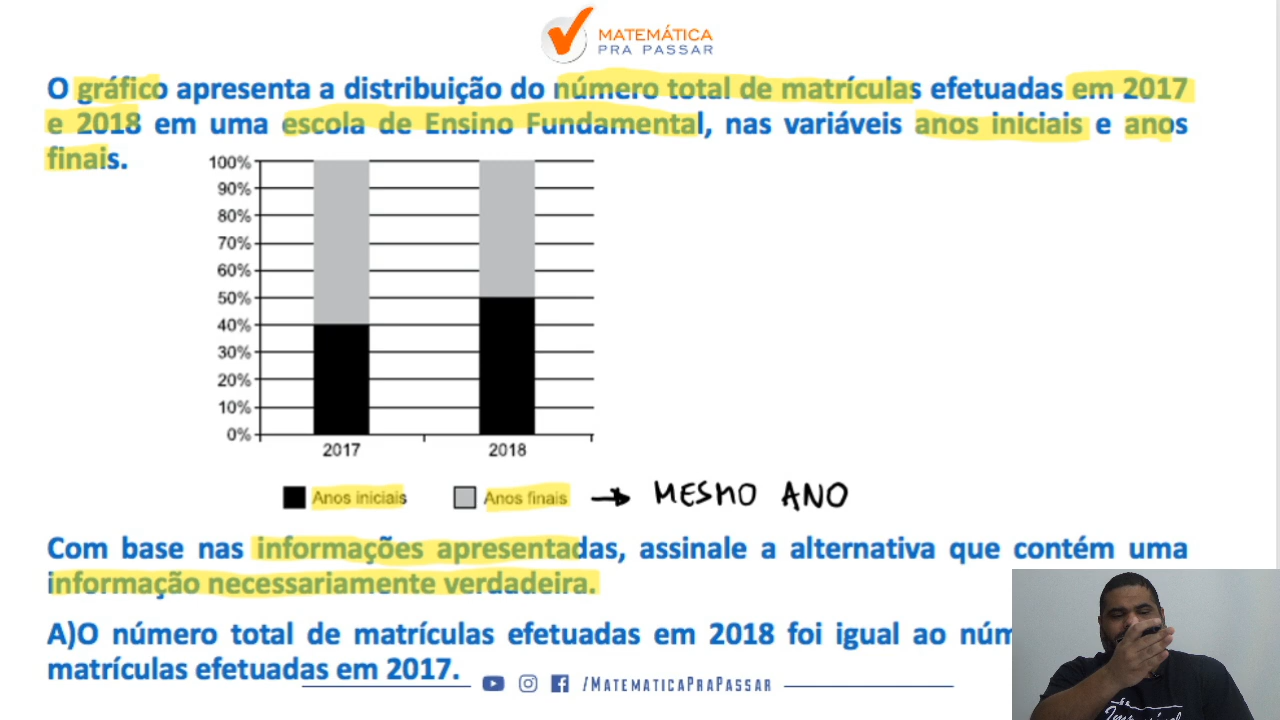 MATEMÁTICA
PRA PASSAR
O gráfico apresenta a distribuição do número total de matrículas efetuadas em 2017
e 2018 em uma escola de Ensino Fundamental, nas variáveis anos iniciais e anos
finais.
100%
90%
80%
70%
60%
50%
40%
30%
20%
10%
0%
2017 2018
Anos iniciais Anos finais → MESMO ANO
Com base nas informações apresentadas, assinale a alternativa que contém uma
informação necessariamente verdadeira.
A)O número total de matrículas efetuadas em 2018 foi igual ao
matrículas efetuadas em 2017.
/MATEMATICAPRAPASSAR